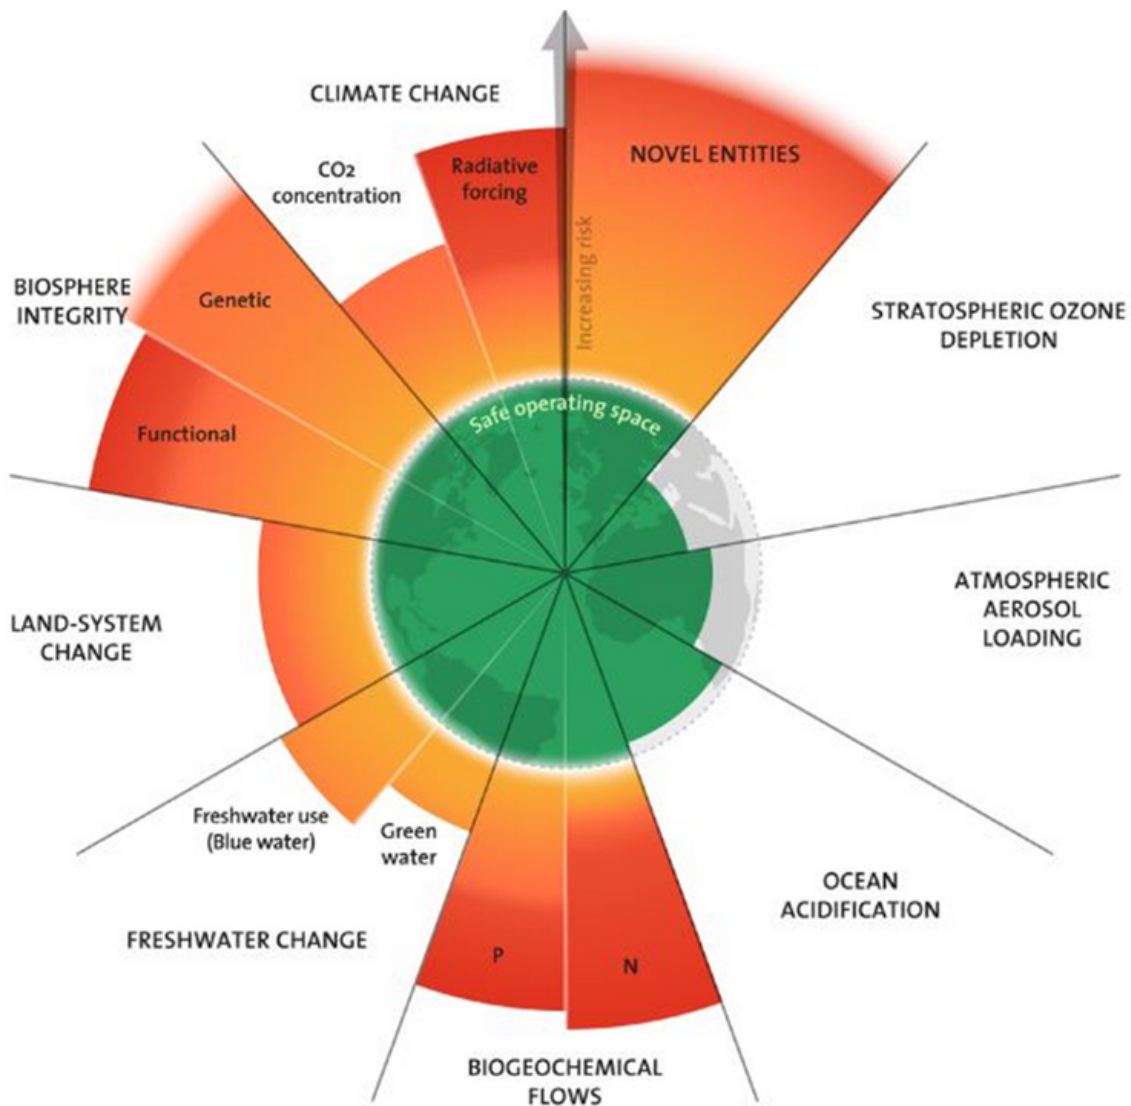 CLIMATE CHANGE
CO2
concentration
Radiative
forcing
NOVEL ENTITIES
Increasing risk
BIOSPHERE
INTEGRITY
Genetic
Functional
STRATOSPHERIC OZONE
DEPLETION
Safe operating space
LAND-SYSTEM
CHANGE
ATMOSPHERIC
AEROSOL
LOADING
Freshwater use
(Blue water)
Green
water
FRESHWATER CHANGE
OCEAN
ACIDIFICATION
P
N
BIOGEOCHEMICAL
FLOWS